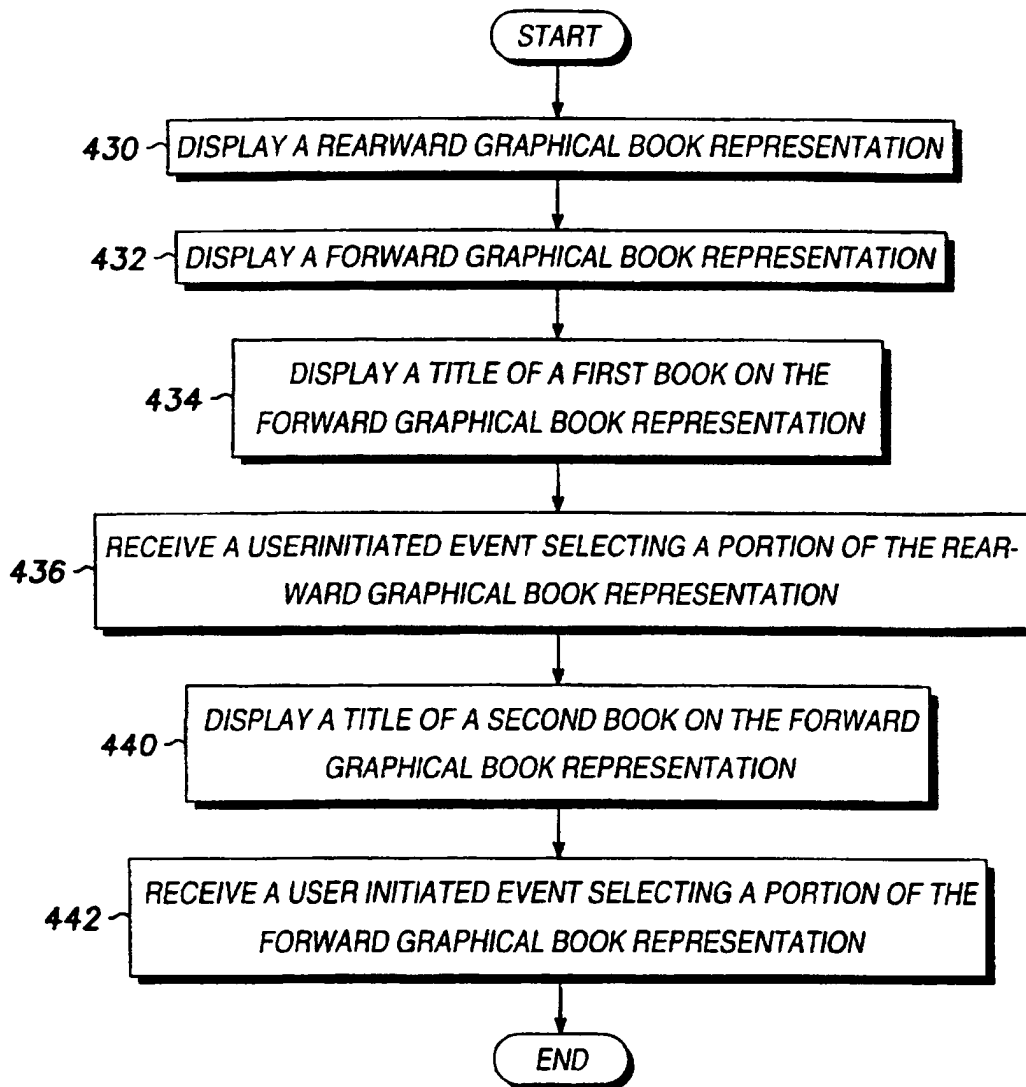 START
430
DISPLAY A REARWARD GRAPHICAL BOOK REPRESENTATION
432
DISPLAY A FORWARD GRAPHICAL BOOK REPRESENTATION
434
DISPLAY A TITLE OF A FIRST BOOK ON THE
FORWARD GRAPHICAL BOOK REPRESENTATION
436
RECEIVE A USERINITIATED EVENT SELECTING A PORTION OF THE REAR-
WARD GRAPHICAL BOOK REPRESENTATION
440
DISPLAY A TITLE OF A SECOND BOOK ON THE FORWARD
GRAPHICAL BOOK REPRESENTATION
442
RECEIVE A USER INITIATED EVENT SELECTING A PORTION OF THE
FORWARD GRAPHICAL BOOK REPRESENTATION
END